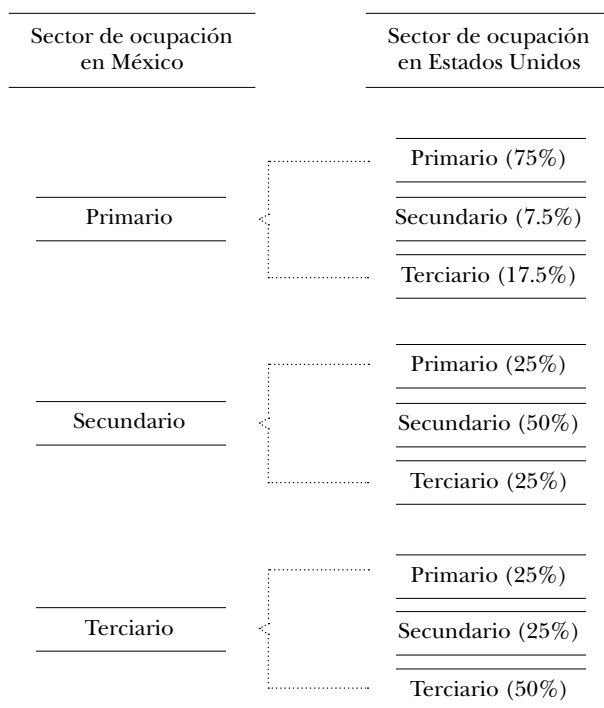 Sector de ocupación
en México
Sector de ocupación
en Estados Unidos
Primario
Primario (75%)
Secundario (7.5%)
Terciario (17.5%)
Secundario
Primario (25%)
Secundario (50%)
Terciario (25%)
Terciario
Primario (25%)
Secundario (25%)
Terciario (50%)